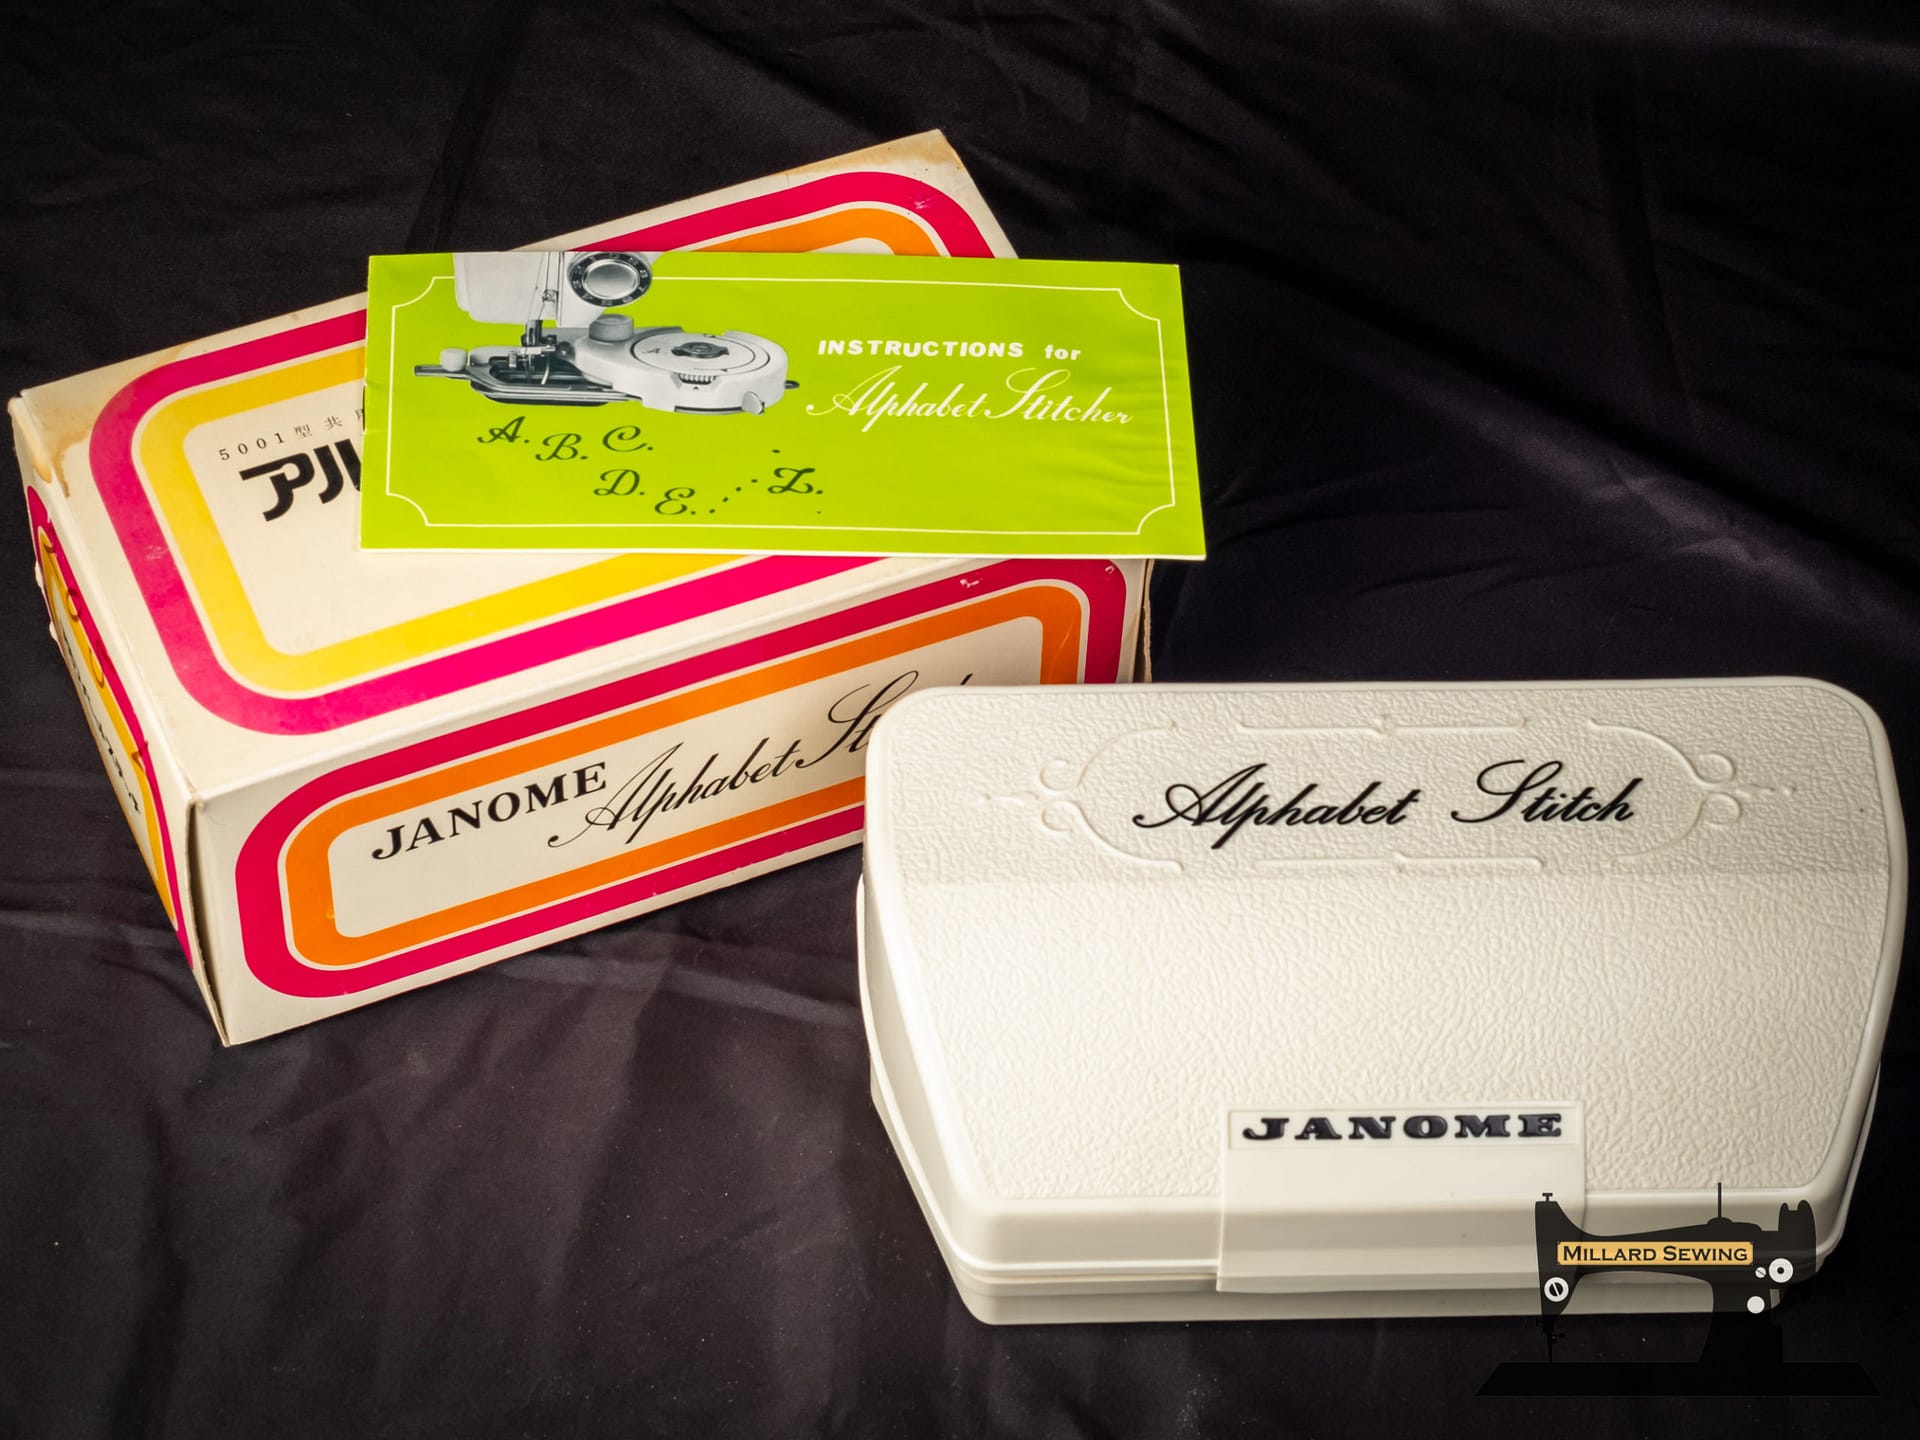 5001型共
アル
INSTRUCTIONS for
Alphabet Stitcher
A. B. C.
D. E. Z.
JANOME Alphabet
Alphabet Stitch
JANOME
MILLARD SEWING